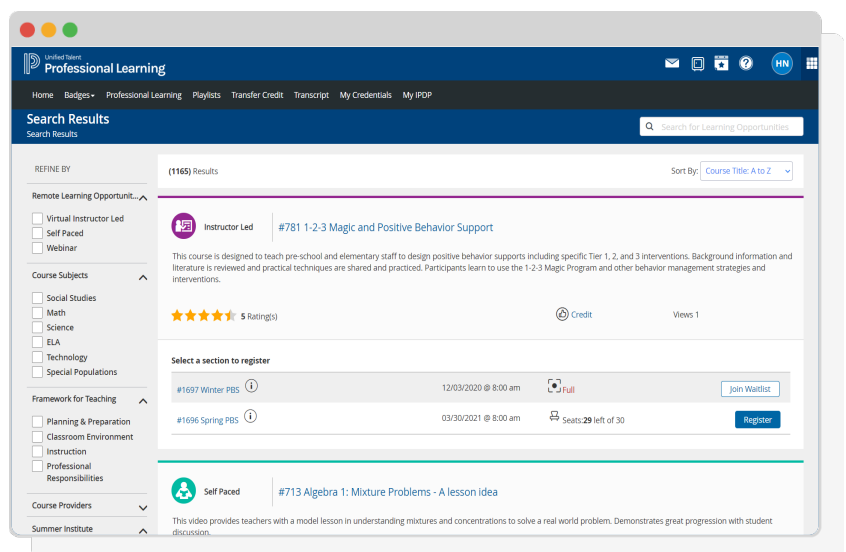 Unified Talent
Professional Learning
HN
Home Badges Professional Learning Playlists Transfer Credit Transcript My Credentials My IPDP
Search Results
Search Results
Search for Learning Opportunities
REFINE BY
(1165) Results
Sort By: Course Title: A to Z
Remote Learning Opportunit...
Virtual Instructor Led
Self Paced
Webinar
Course Subjects
Social Studies
Math
Science
ELA
Technology
Special Populations
Framework for Teaching
Planning & Preparation
Classroom Environment
Instruction
Professional
Responsibilities
Course Providers
Summer Institute
Instructor Led
#781 1-2-3 Magic and Positive Behavior Support
This course is designed to teach pre-school and elementary staff to design positive behavior supports including specific Tier 1, 2, and 3 interventions. Background information and
literature is reviewed and practical techniques are shared and practiced. Participants learn to use the 1-2-3 Magic Program and other behavior management strategies and
interventions.
5 Rating(s)
Credit
Views 1
Select a section to register
#1697 Winter PBS 12/03/2020 @ 8:00 am Full Join Waitlist
#1696 Spring PBS 03/30/2021 @ 8:00 am Seats:29 left of 30 Register
Self Paced
#713 Algebra 1: Mixture Problems - A lesson idea
This video provides teachers with a model lesson in understanding mixtures and concentrations to solve a real world problem. Demonstrates great progression with student
discussion.